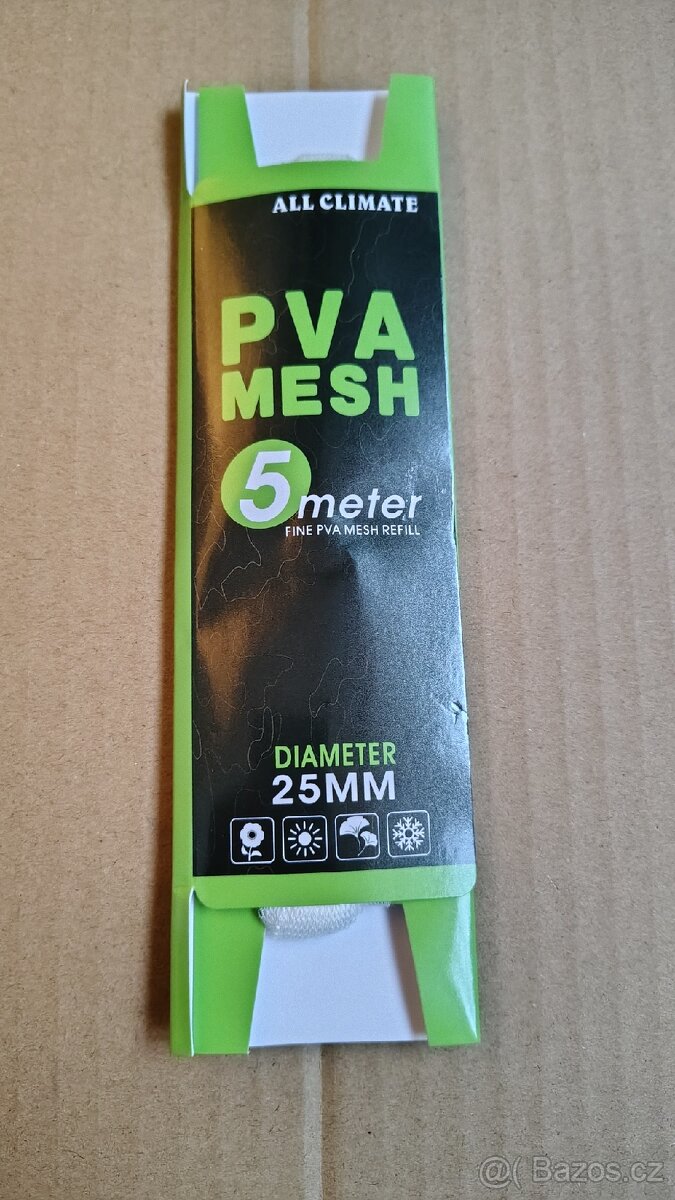 ALL CLIMATE
PVA
MESH
5 meter
FINE PVA MESH REFILL
DIAMETER
25MM
@( Bazos.cz